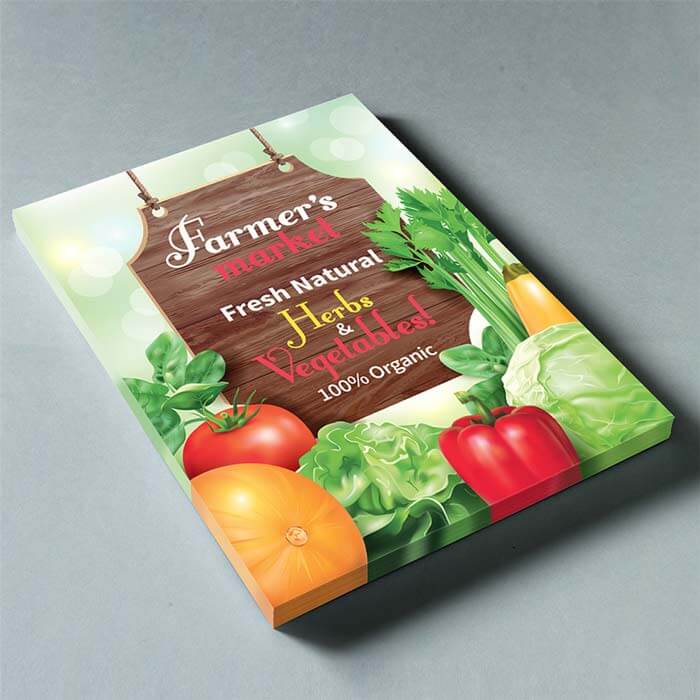 Farmer's
market
Fresh Natural
Herbs
&
Vegetables!
100% Organic